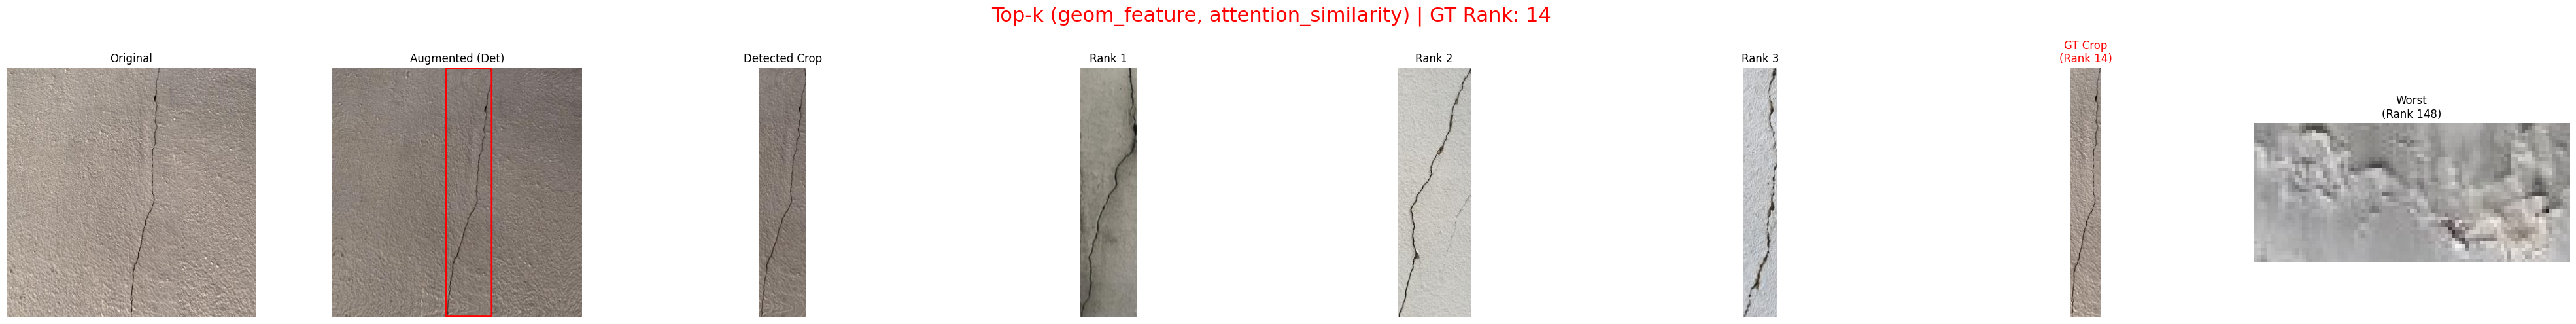 Top-k (geom_feature, attention_similarity) | GT Rank: 14
Original
Augmented (Det)
Detected Crop
Rank 1
Rank 2
Rank 3
GT Crop
(Rank 14)
Worst
(Rank 148)